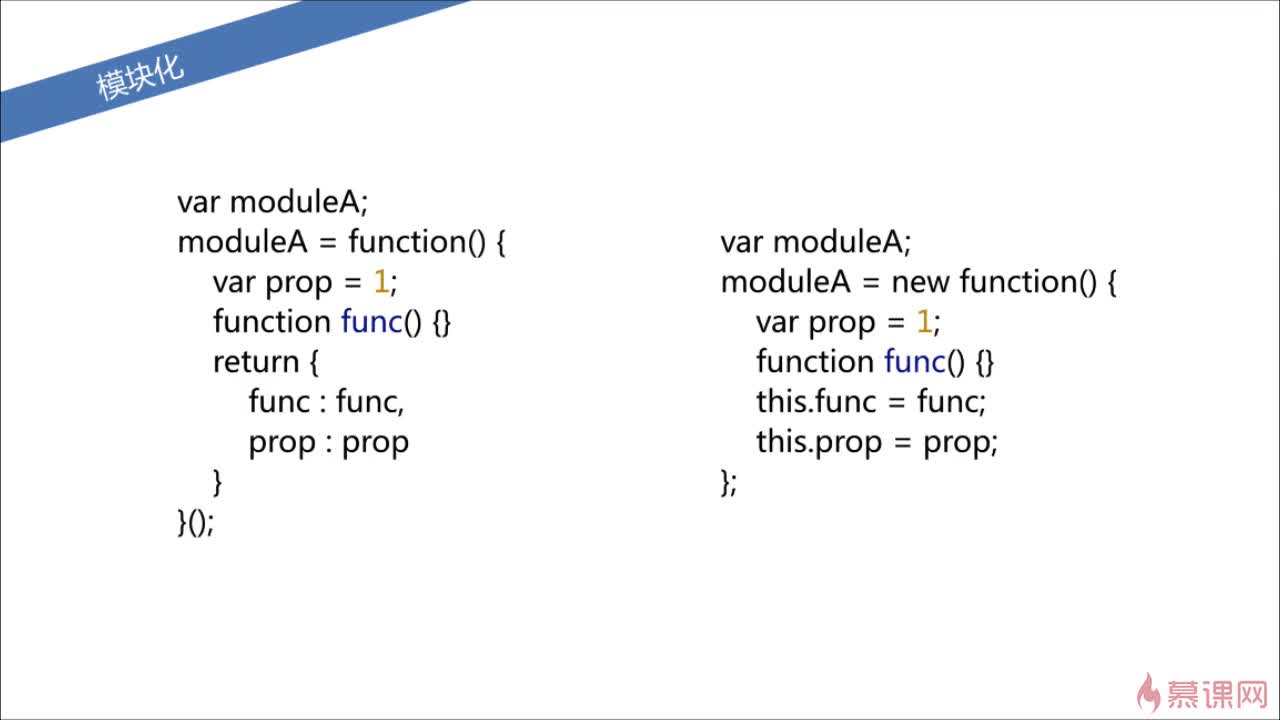 模块化
var moduleA;
moduleA = function() {
var prop = 1;
function func() {}
return {
func : func,
prop : prop
}
}();
var moduleA;
moduleA = new function() {
var prop = 1;
function func() {}
this.func = func;
this.prop = prop;
};
慕课网